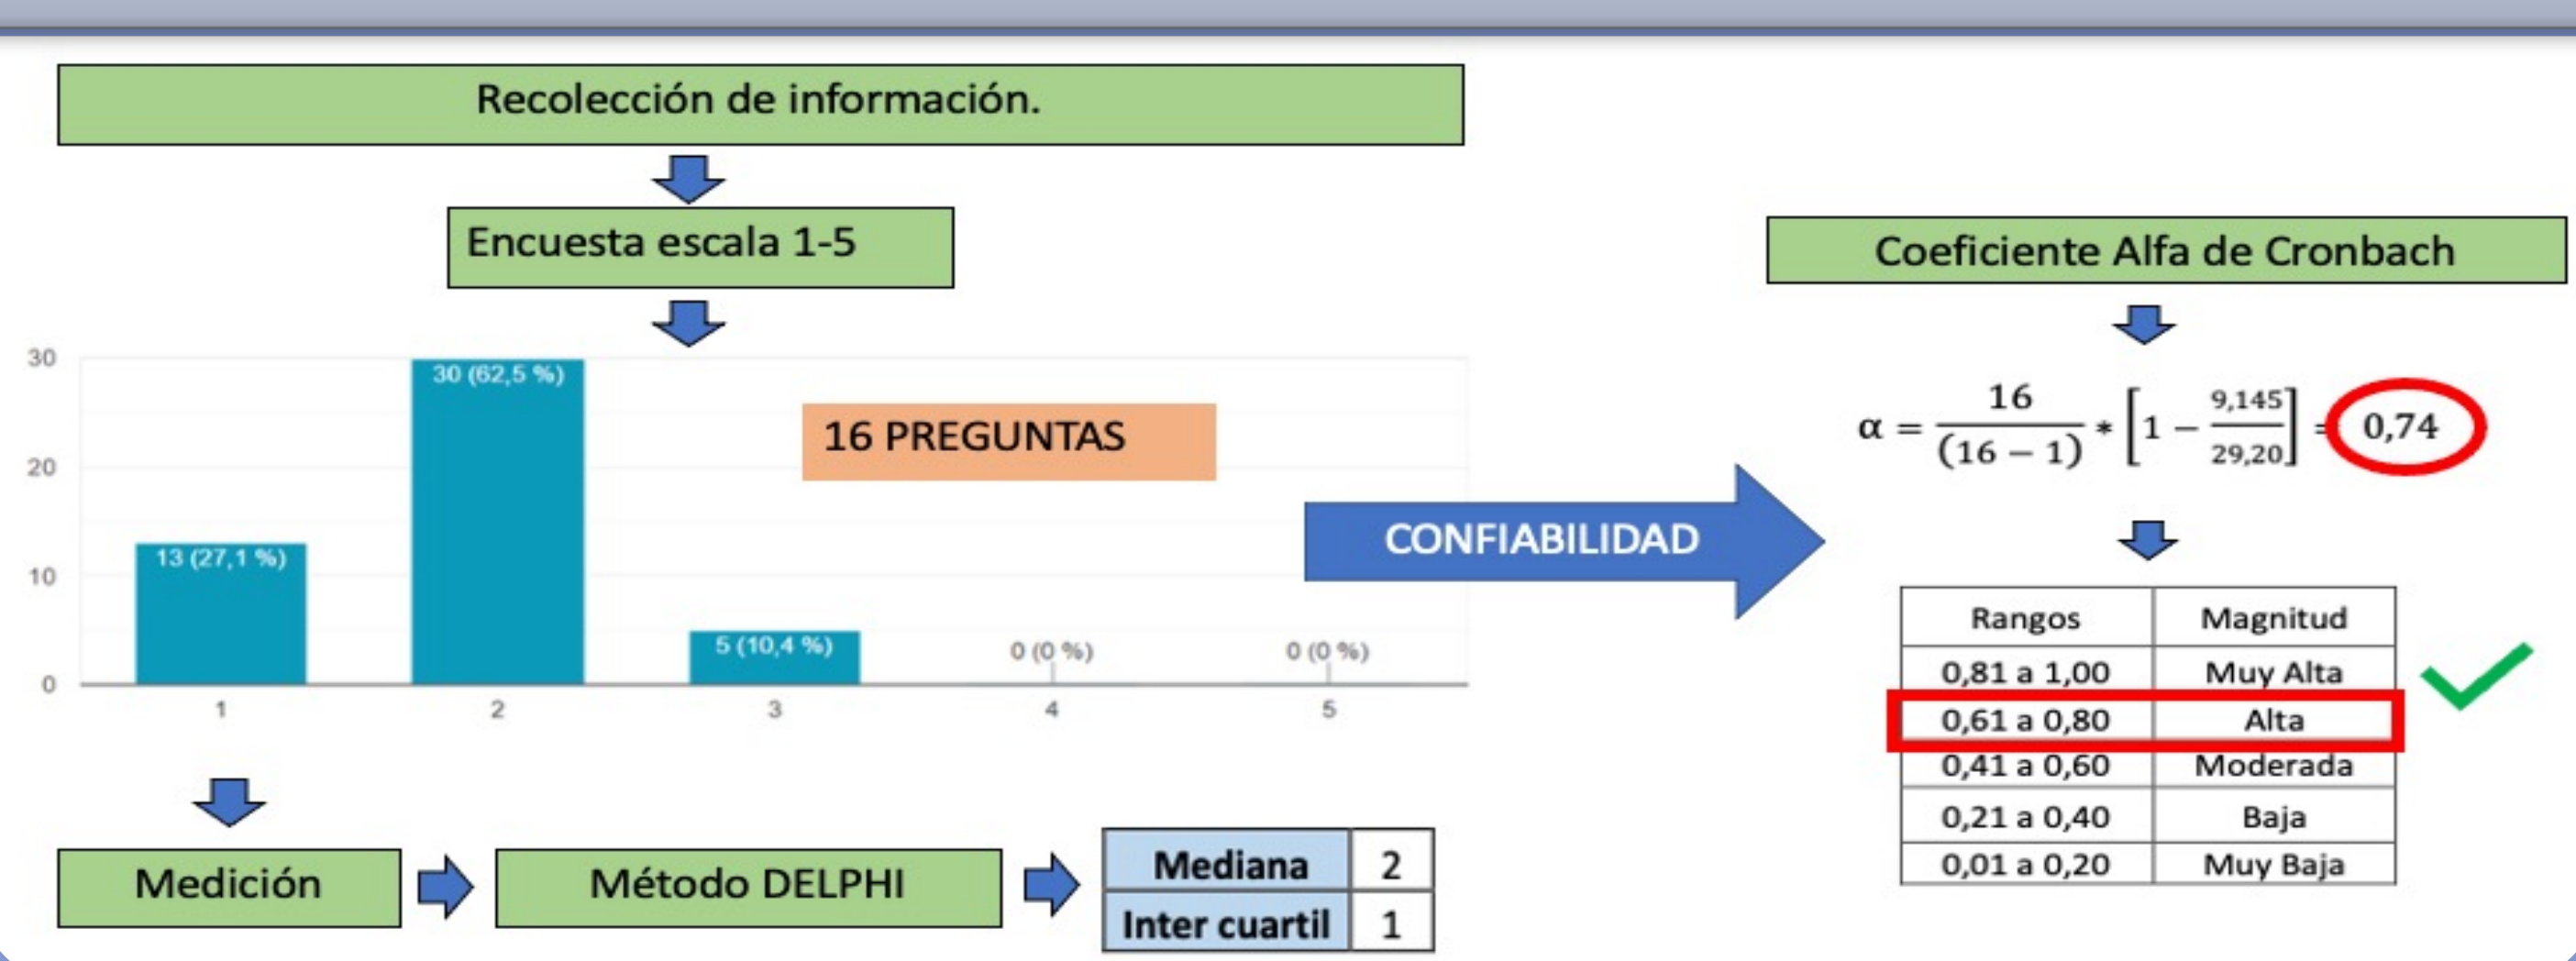 Recolección de información.
Encuesta escala 1-5
30
20
10
0
13 (27,1 %)
30 (62,5 %)
5 (10,4 %)
0 (0 %)
0 (0 %)
1
2
3
4
5
16 PREGUNTAS
Medición
Método DELPHI
Mediana 2
Inter cuartil 1
CONFIABILIDAD
Coeficiente Alfa de Cronbach
α = 16 / (16 − 1) * [1 − 9,145 / 29,20] = 0,74
Rangos Magnitud
0,81 a 1,00 Muy Alta
0,61 a 0,80 Alta
0,41 a 0,60 Moderada
0,21 a 0,40 Baja
0,01 a 0,20 Muy Baja